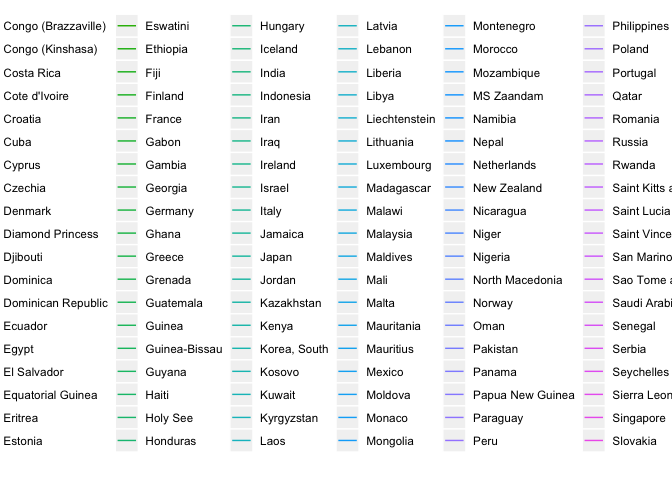 Congo (Brazzaville) Eswatini Hungary Latvia Montenegro Philippines
Congo (Kinshasa) Ethiopia Iceland Lebanon Morocco Poland
Costa Rica Fiji India Liberia Mozambique Portugal
Cote d'Ivoire Finland Indonesia Libya MS Zaandam Qatar
Croatia France Iran Liechtenstein Namibia Romania
Cuba Gabon Iraq Lithuania Nepal Russia
Cyprus Gambia Ireland Luxembourg Netherlands Rwanda
Czechia Georgia Israel Madagascar New Zealand Saint Kitts a
Denmark Germany Italy Malawi Nicaragua Saint Lucia
Diamond Princess Ghana Jamaica Malaysia Niger Saint Vince
Djibouti Greece Japan Maldives Nigeria San Marino
Dominica Grenada Jordan Mali North Macedonia Sao Tome a
Dominican Republic Guatemala Kazakhstan Malta Norway Saudi Arabi
Ecuador Guinea Kenya Mauritania Oman Senegal
Egypt Guinea-Bissau Korea, South Mauritius Pakistan Serbia
El Salvador Guyana Kosovo Mexico Panama Seychelles
Equatorial Guinea Haiti Kuwait Moldova Papua New Guinea Sierra Leon
Eritrea Holy See Kyrgyzstan Monaco Paraguay Singapore
Estonia Honduras Laos Mongolia Peru Slovakia